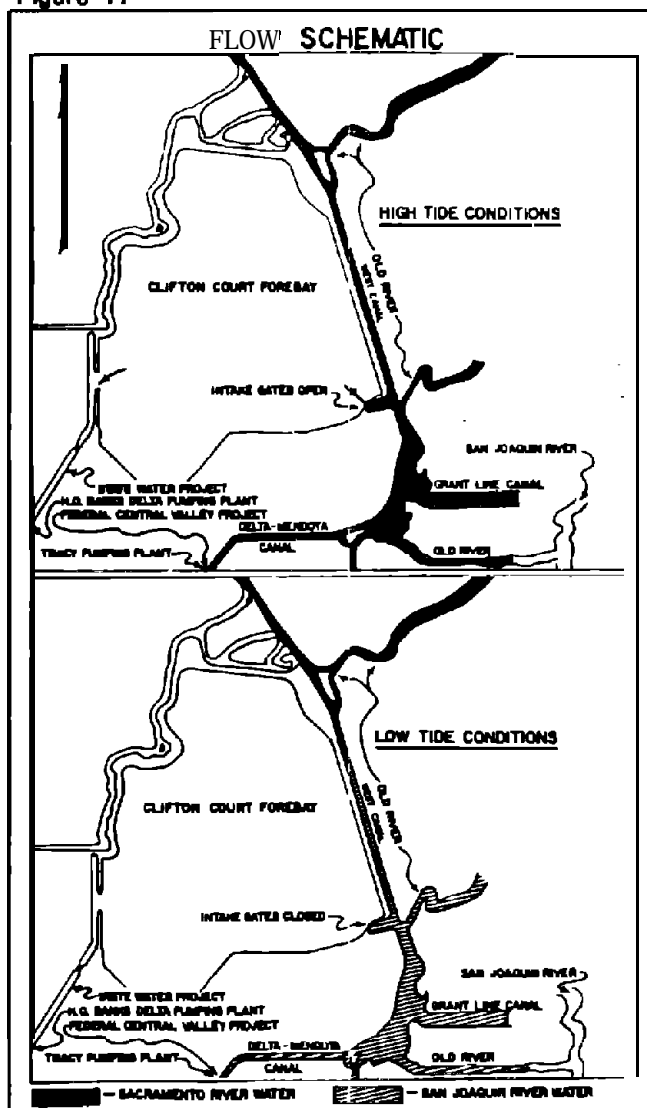 FLOW SCHEMATIC
HIGH TIDE CONDITIONS
OLD RIVER
WEST CANAL
CLIFTON COURT FOREBAY
INTAKE GATES OPEN
SAN JOAQUIN RIVER
GRANT LINE CANAL
STATE WATER PROJECT
H.O. BANKS DELTA PUMPING PLANT
FEDERAL CENTRAL VALLEY PROJECT
DELTA-MENDOTA
CANAL
TRACY PUMPING PLANT
OLD RIVER
LOW TIDE CONDITIONS
OLD RIVER
WEST CANAL
CLIFTON COURT FOREBAY
INTAKE GATES CLOSED
SAN JOAQUIN RIVER
GRANT LINE CANAL
STATE WATER PROJECT
H.O. BANKS DELTA PUMPING PLANT
FEDERAL CENTRAL VALLEY PROJECT
DELTA-MENDOTA
CANAL
TRACY PUMPING PLANT
OLD RIVER
- SACRAMENTO RIVER WATER
- SAN JOAQUIN RIVER WATER